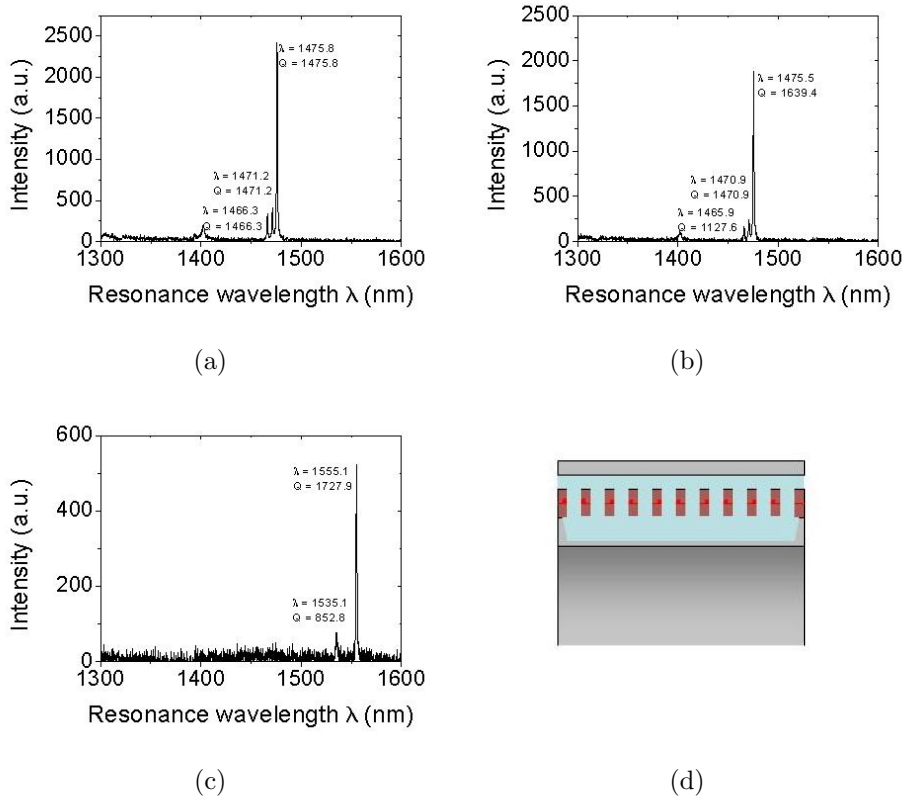 2500
2000
1500
1000
500
0
Intensity (a.u.)
λ = 1475.8
Q = 1475.8
λ = 1471.2
Q = 1471.2
λ = 1466.3
Q = 1466.3
1300 1400 1500 1600
Resonance wavelength λ (nm)
(a)
2500
2000
1500
1000
500
0
Intensity (a.u.)
λ = 1475.5
Q = 1639.4
λ = 1470.9
Q = 1470.9
λ = 1465.9
Q = 1127.6
1300 1400 1500 1600
Resonance wavelength λ (nm)
(b)
600
400
200
0
Intensity (a.u.)
λ = 1555.1
Q = 1727.9
λ = 1535.1
Q = 852.8
1300 1400 1500 1600
Resonance wavelength λ (nm)
(c)
(d)